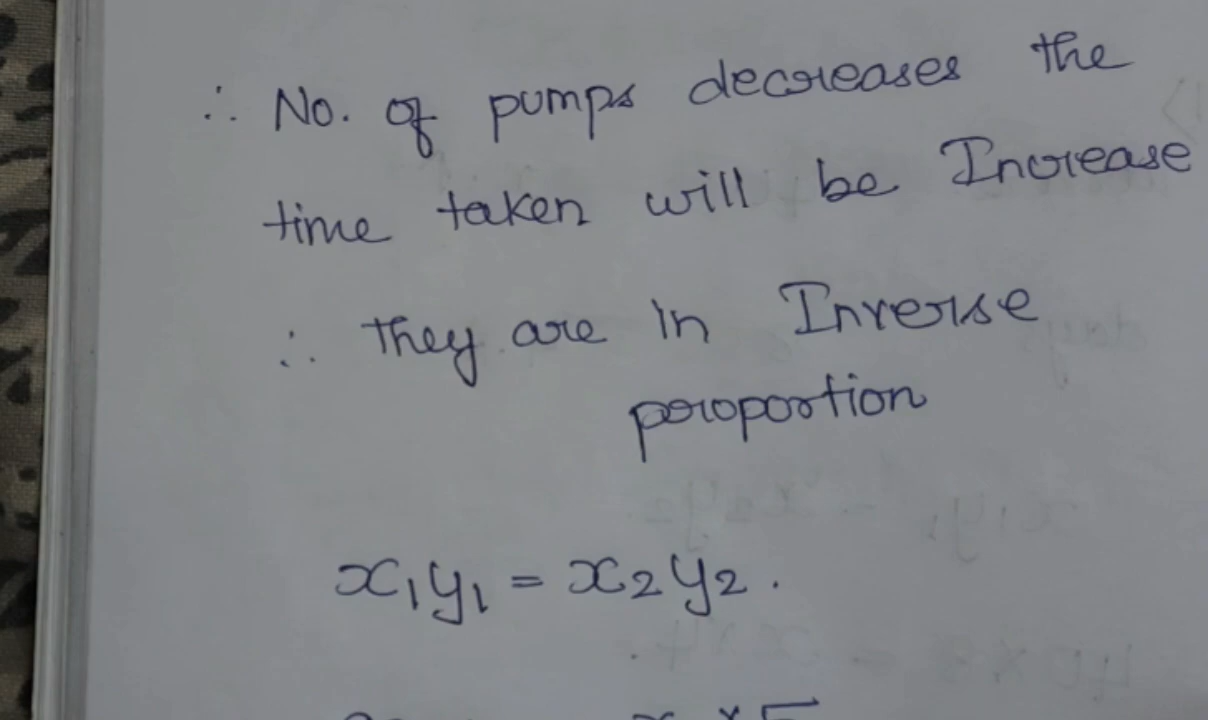 ∴ No. of pumps decreases the
time taken will be Increase
∴ they are in Inverse
proportion
x₁y₁ = x₂y₂.